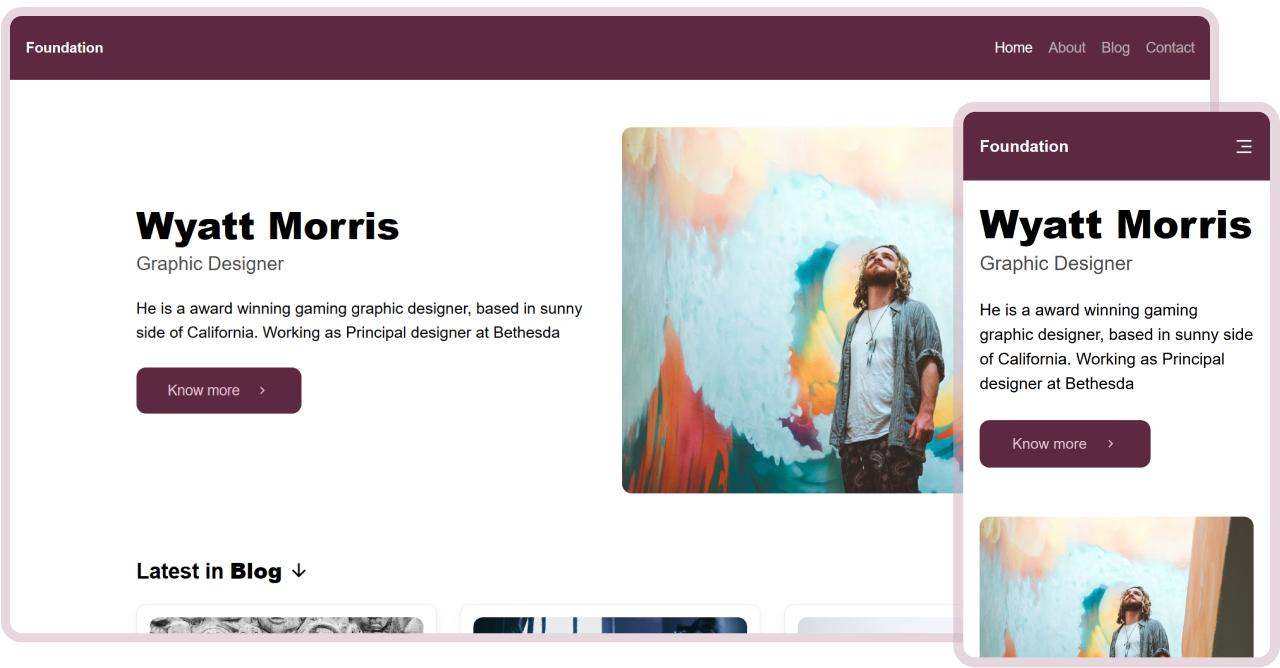 Foundation
Home About Blog Contact
Wyatt Morris
Graphic Designer
He is a award winning gaming graphic designer, based in sunny
side of California. Working as Principal designer at Bethesda
Know more
Latest in Blog
Foundation
Wyatt Morris
Graphic Designer
He is a award winning gaming
graphic designer, based in sunny side
of California. Working as Principal
designer at Bethesda
Know more